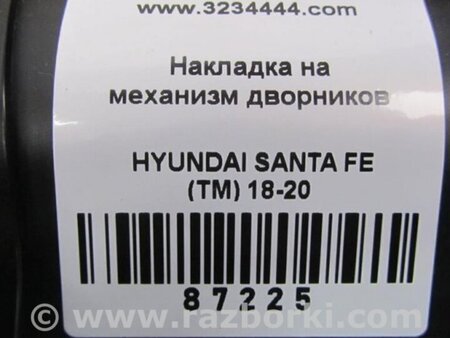 www.3234444.com
Накладка на
механизм дворников
HYUNDAI SANTA FE
(TM) 18-20
87225
© www.razborki.com